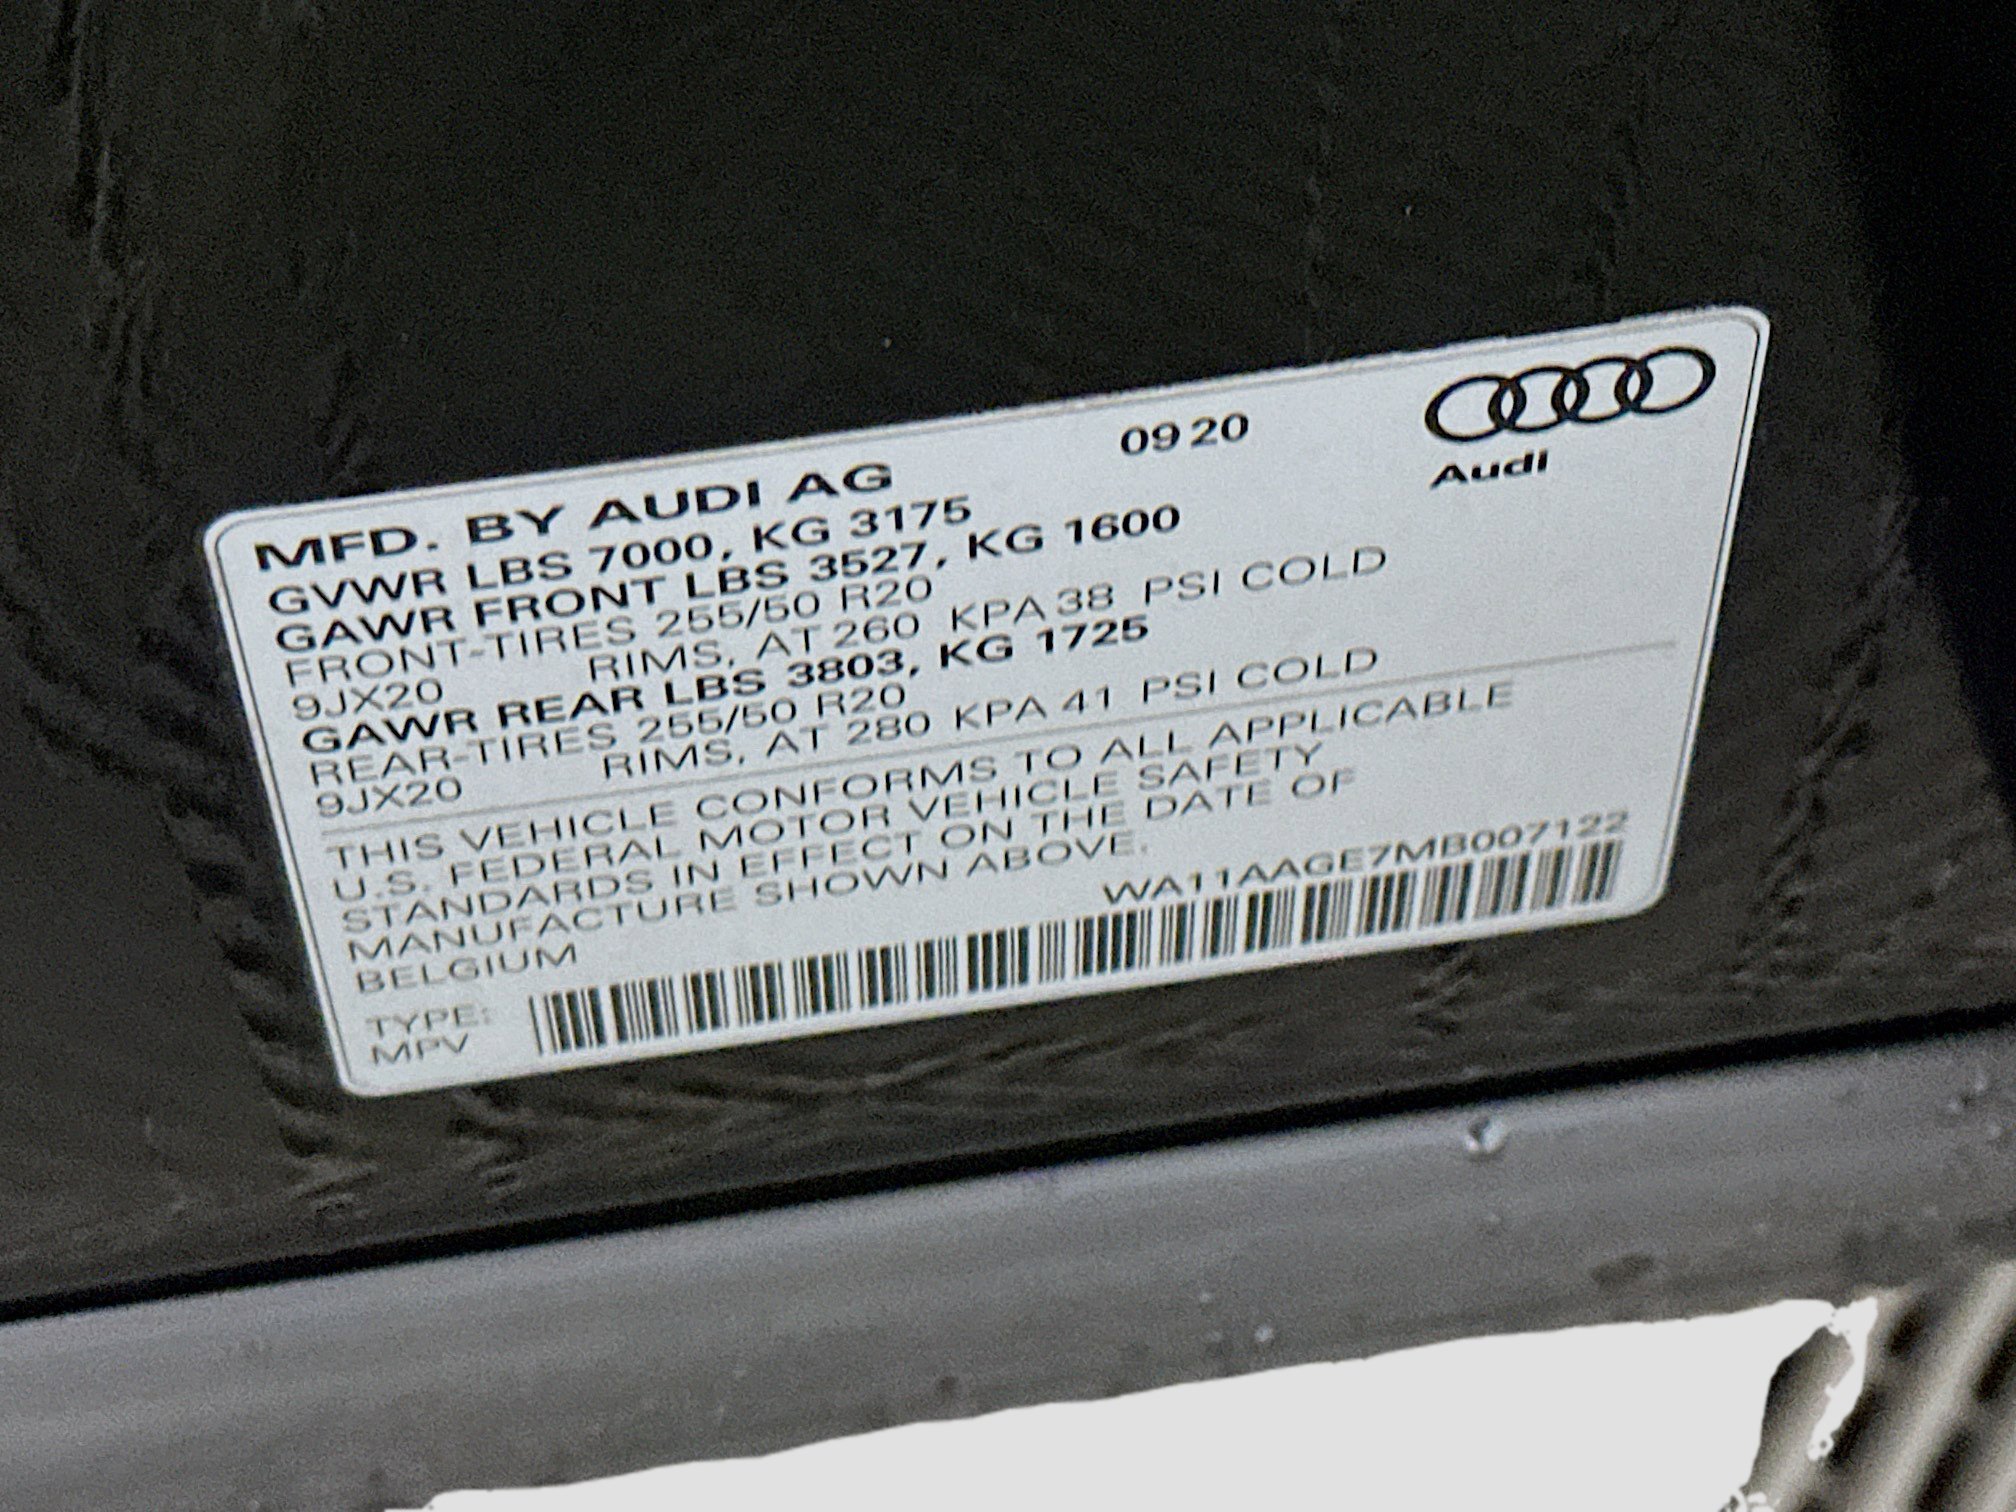 MFD. BY AUDI AG 09 20
Audi
GVWR LBS 7000, KG 3175
GAWR FRONT LBS 3527, KG 1600
FRONT-TIRES 255/50 R20
9JX20 RIMS, AT 260 KPA 38 PSI COLD
GAWR REAR LBS 3803, KG 1725
REAR-TIRES 255/50 R20
9JX20 RIMS, AT 280 KPA 41 PSI COLD
THIS VEHICLE CONFORMS TO ALL APPLICABLE
U.S. FEDERAL MOTOR VEHICLE SAFETY
STANDARDS IN EFFECT ON THE DATE OF
MANUFACTURE SHOWN ABOVE.
BELGIUM WA11AAGE7MB007122
TYPE:
MPV